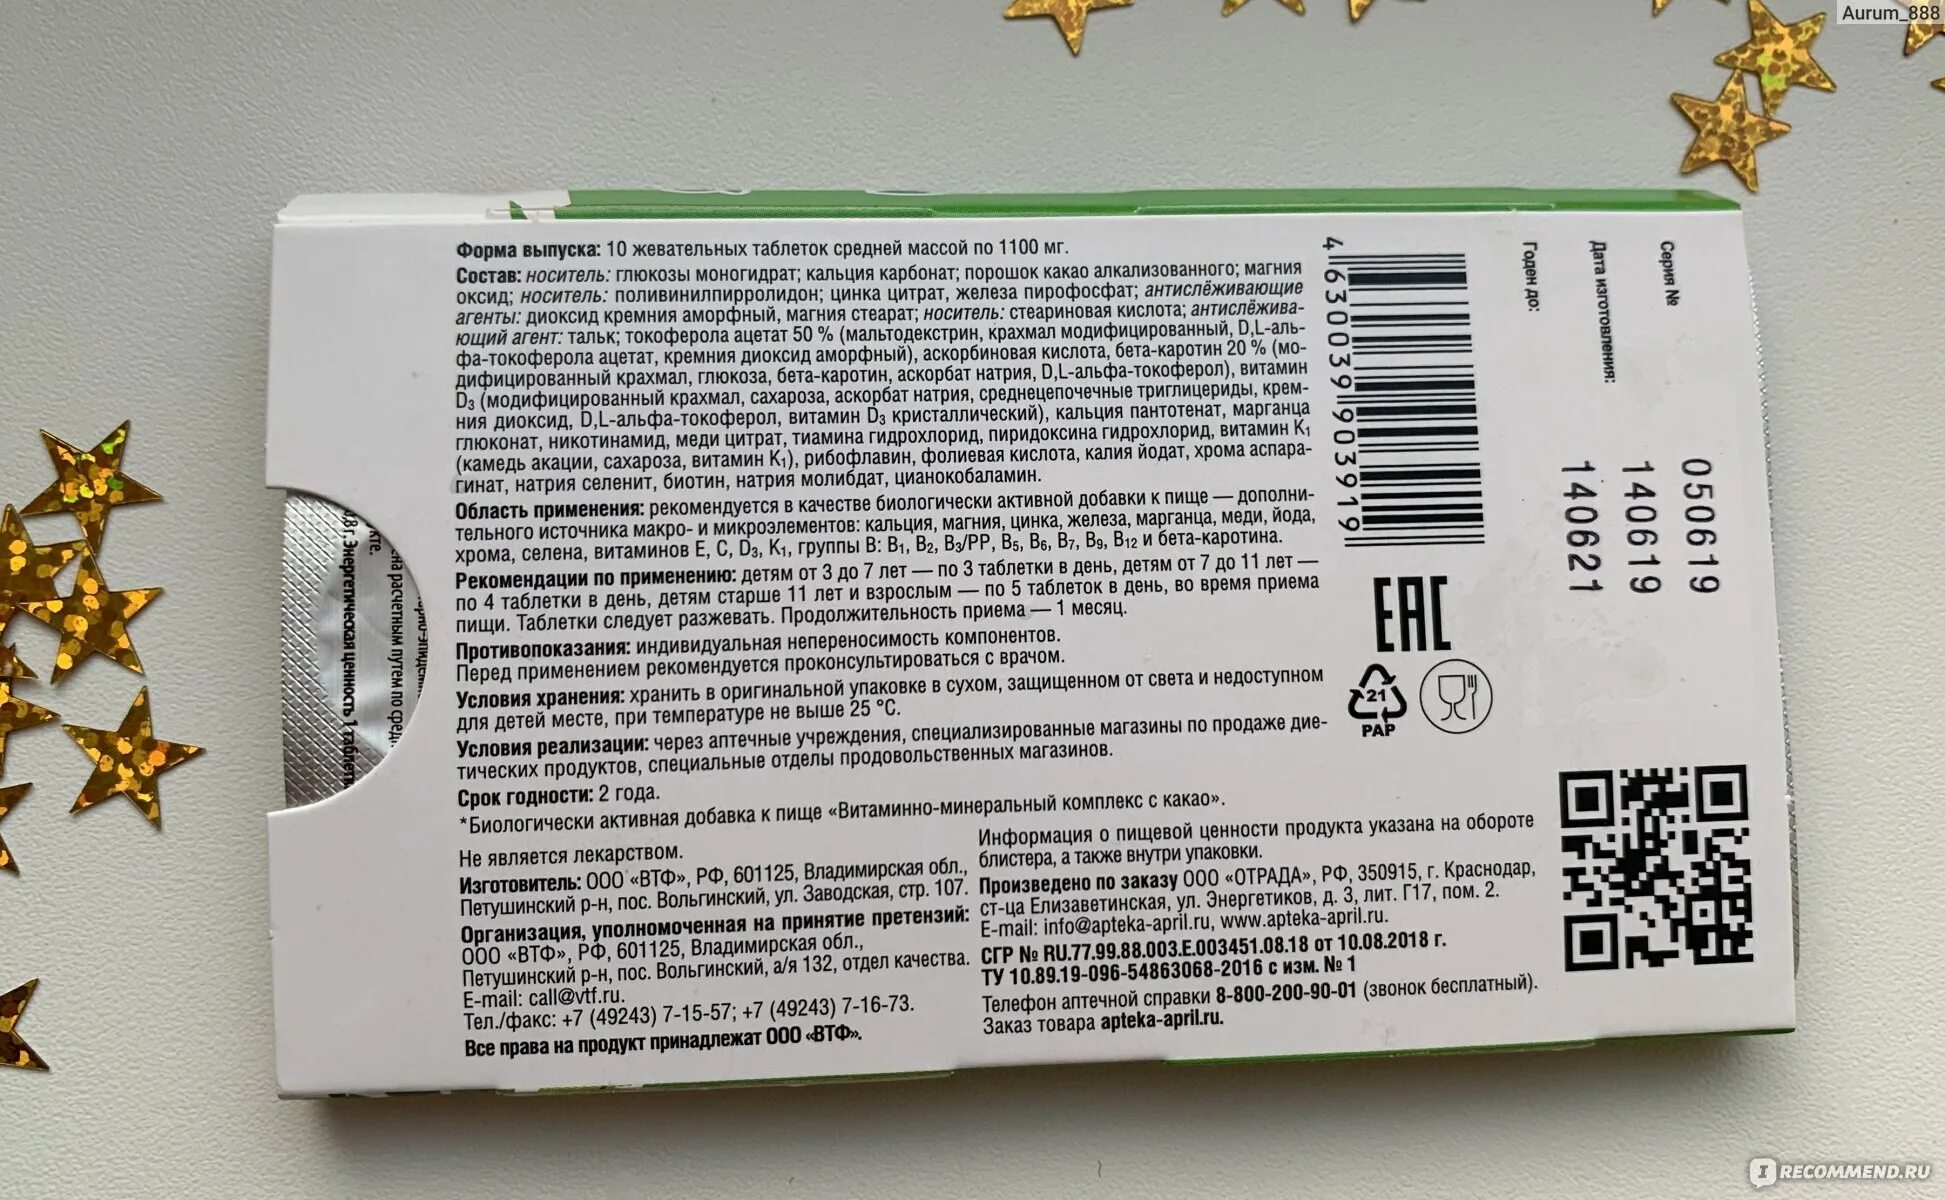 Aurum_888
Форма выпуска: 10 жевательных таблеток средней массой по 1100 мг.
Состав: носитель: глюкозы моногидрат; кальция карбонат; порошок какао алкализованного; магния
оксид; носитель: поливинилпирролидон; цинка цитрат, железа пирофосфат; антислёживающие
агенты: диоксид кремния аморфный, магния стеарат; носитель: стеариновая кислота; антислёжива-
ющий агент: тальк; токоферола ацетат 50 % (мальтодекстрин, крахмал модифицированный, D,L-аль-
фа-токоферола ацетат, кремния диоксид аморфный), аскорбиновая кислота, бета-каротин 20 % (мо-
дифицированный крахмал, глюкоза, бета-каротин, аскорбат натрия, D,L-альфа-токоферол), витамин
D₃ (модифицированный крахмал, сахароза, аскорбат натрия, среднецепочечные триглицериды, крем-
ния диоксид, D,L-альфа-токоферол, витамин D₃ кристаллический), кальция пантотенат, марганца
глюконат, никотинамид, меди цитрат, тиамина гидрохлорид, пиридоксина гидрохлорид, витамин K₁
(камедь акации, сахароза, витамин K₁), рибофлавин, фолиевая кислота, калия йодат, хрома аспара-
гинат, натрия селенит, биотин, натрия молибдат, цианокобаламин.
Область применения: рекомендуется в качестве биологически активной добавки к пище — дополни-
тельного источника макро- и микроэлементов: кальция, магния, цинка, железа, марганца, меди, йода,
хрома, селена, витаминов E, C, D₃, K₁, группы B: B₁, B₂, B₃/PP, B₅, B₆, B₇, B₉, B₁₂ и бета-каротина.
Рекомендации по применению: детям от 3 до 7 лет — по 3 таблетки в день, детям от 7 до 11 лет —
по 4 таблетки в день, детям старше 11 лет и взрослым — по 5 таблеток в день, во время приема
пищи. Таблетки следует разжевать. Продолжительность приема — 1 месяц.
Противопоказания: индивидуальная непереносимость компонентов.
Перед применением рекомендуется проконсультироваться с врачом.
Условия хранения: хранить в оригинальной упаковке в сухом, защищенном от света и недоступном
для детей месте, при температуре не выше 25 °C.
Условия реализации: через аптечные учреждения, специализированные магазины по продаже дие-
тических продуктов, специальные отделы продовольственных магазинов.
Срок годности: 2 года.
*Биологически активная добавка к пище «Витаминно-минеральный комплекс с какао».
Не является лекарством.
Изготовитель: ООО «ВТФ», РФ, 601125, Владимирская обл.,
Петушинский р-н, пос. Вольгинский, ул. Заводская, стр. 107.
Организация, уполномоченная на принятие претензий:
ООО «ВТФ», РФ, 601125, Владимирская обл.,
Петушинский р-н, пос. Вольгинский, а/я 132, отдел качества.
E-mail: call@vtf.ru.
Тел./факс: +7 (49243) 7-15-57; +7 (49243) 7-16-73.
Все права на продукт принадлежат ООО «ВТФ».
Информация о пищевой ценности продукта указана на обороте
блистера, а также внутри упаковки.
Произведено по заказу ООО «ОТРАДА», РФ, 350915, г. Краснодар,
ст-ца Елизаветинская, ул. Энергетиков, д. 3, лит. Г17, пом. 2.
E-mail: info@apteka-april.ru, www.apteka-april.ru.
СГР № RU.77.99.88.003.E.003451.08.18 от 10.08.2018 г.
ТУ 10.89.19-096-54863068-2016 с изм. № 1
Телефон аптечной справки 8-800-200-90-01 (звонок бесплатный).
Заказ товара apteka-april.ru.
4 630039 903919
EAC
21
PAP
Серия №
Дата изготовления:
Годен до:
050619
140619
140621
4,8 г. Энергетическая ценность 1 таблет
на расчетным путем по сред
кте.
RECOMMEND.RU